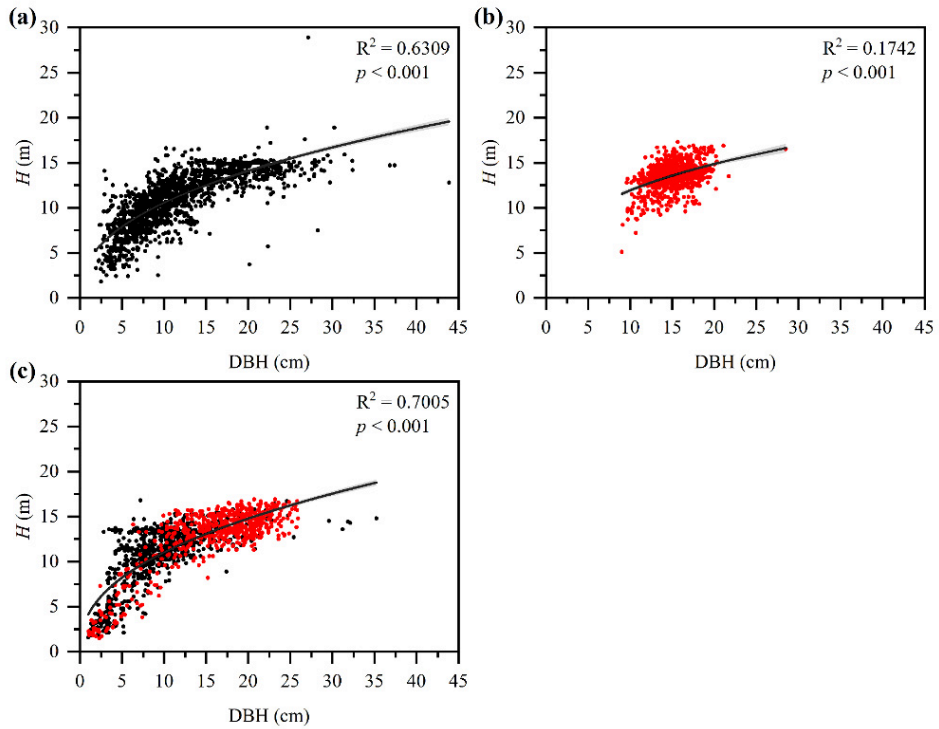 (a)
R² = 0.6309
p < 0.001
30
25
20
15
10
5
0
H (m)
0 5 10 15 20 25 30 35 40 45
DBH (cm)
(b)
R² = 0.1742
p < 0.001
30
25
20
15
10
5
0
H (m)
0 5 10 15 20 25 30 35 40 45
DBH (cm)
(c)
R² = 0.7005
p < 0.001
30
25
20
15
10
5
0
H (m)
0 5 10 15 20 25 30 35 40 45
DBH (cm)